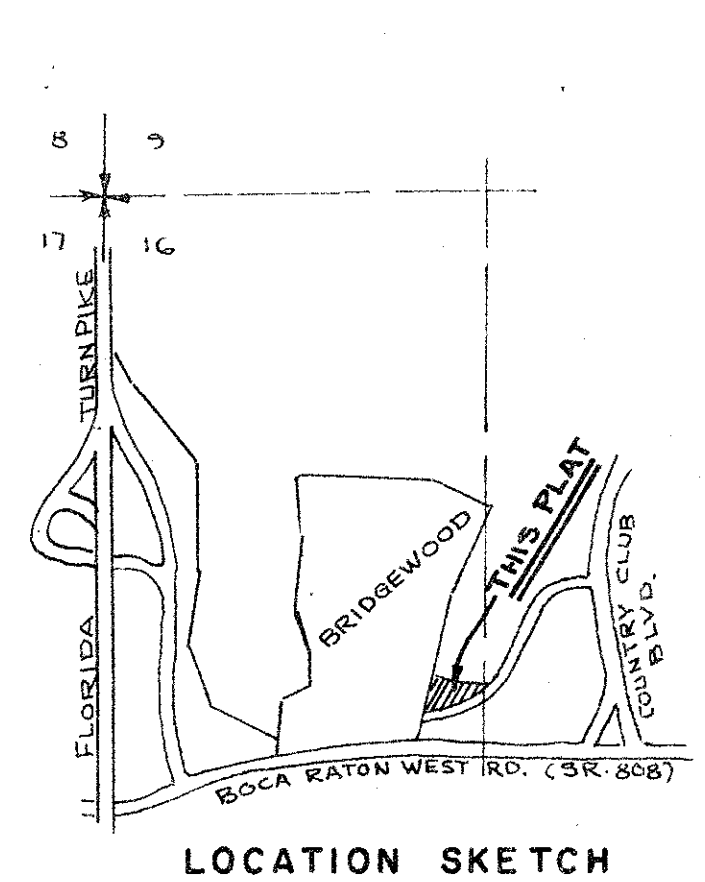 8 9
17 16
FLORIDA TURNPIKE
BRIDGEWOOD
THIS PLAT
COUNTRY CLUB
BLVD.
BOCA RATON WEST RD. (SR. 808)
LOCATION SKETCH